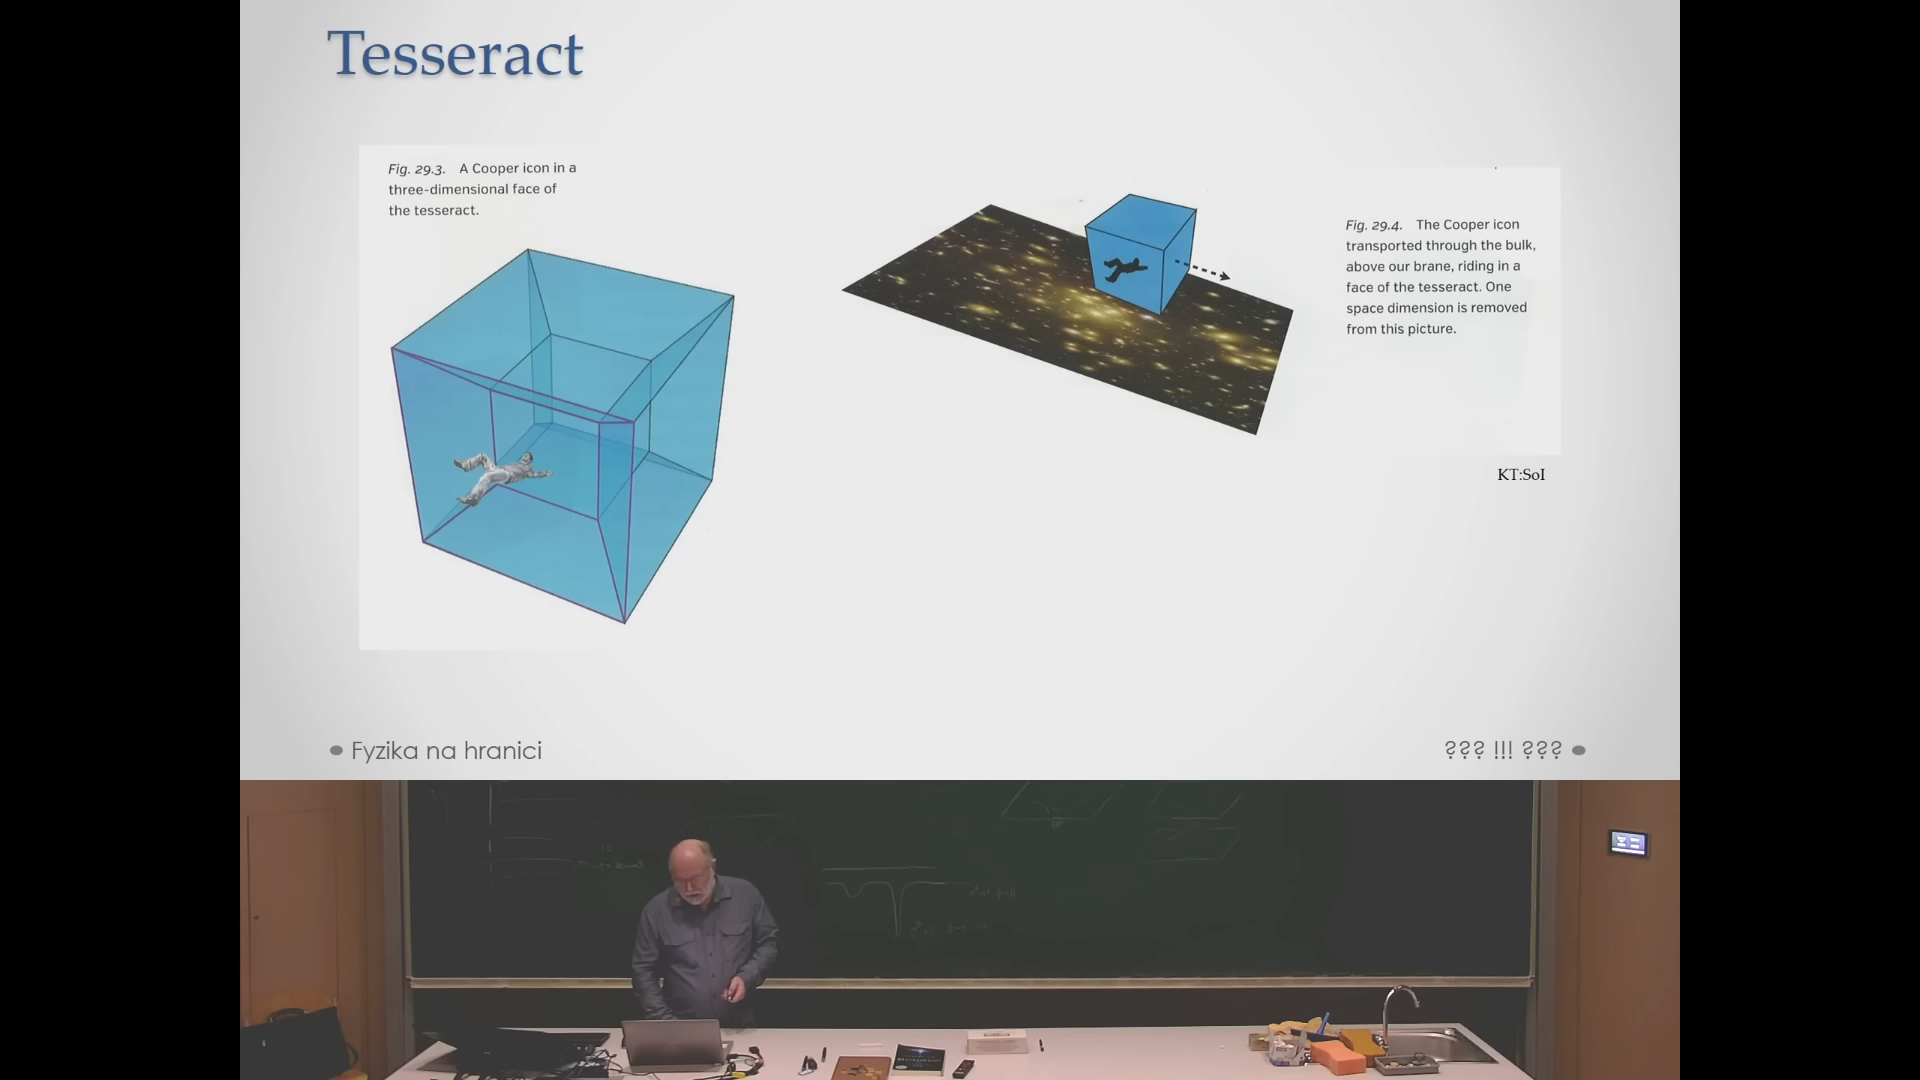 Tesseract
Fig. 29.3. A Cooper icon in a
three-dimensional face of
the tesseract.
Fig. 29.4. The Cooper icon
transported through the bulk,
above our brane, riding in a
face of the tesseract. One
space dimension is removed
from this picture.
KT:SoI
Fyzika na hranici
??? !!! ???